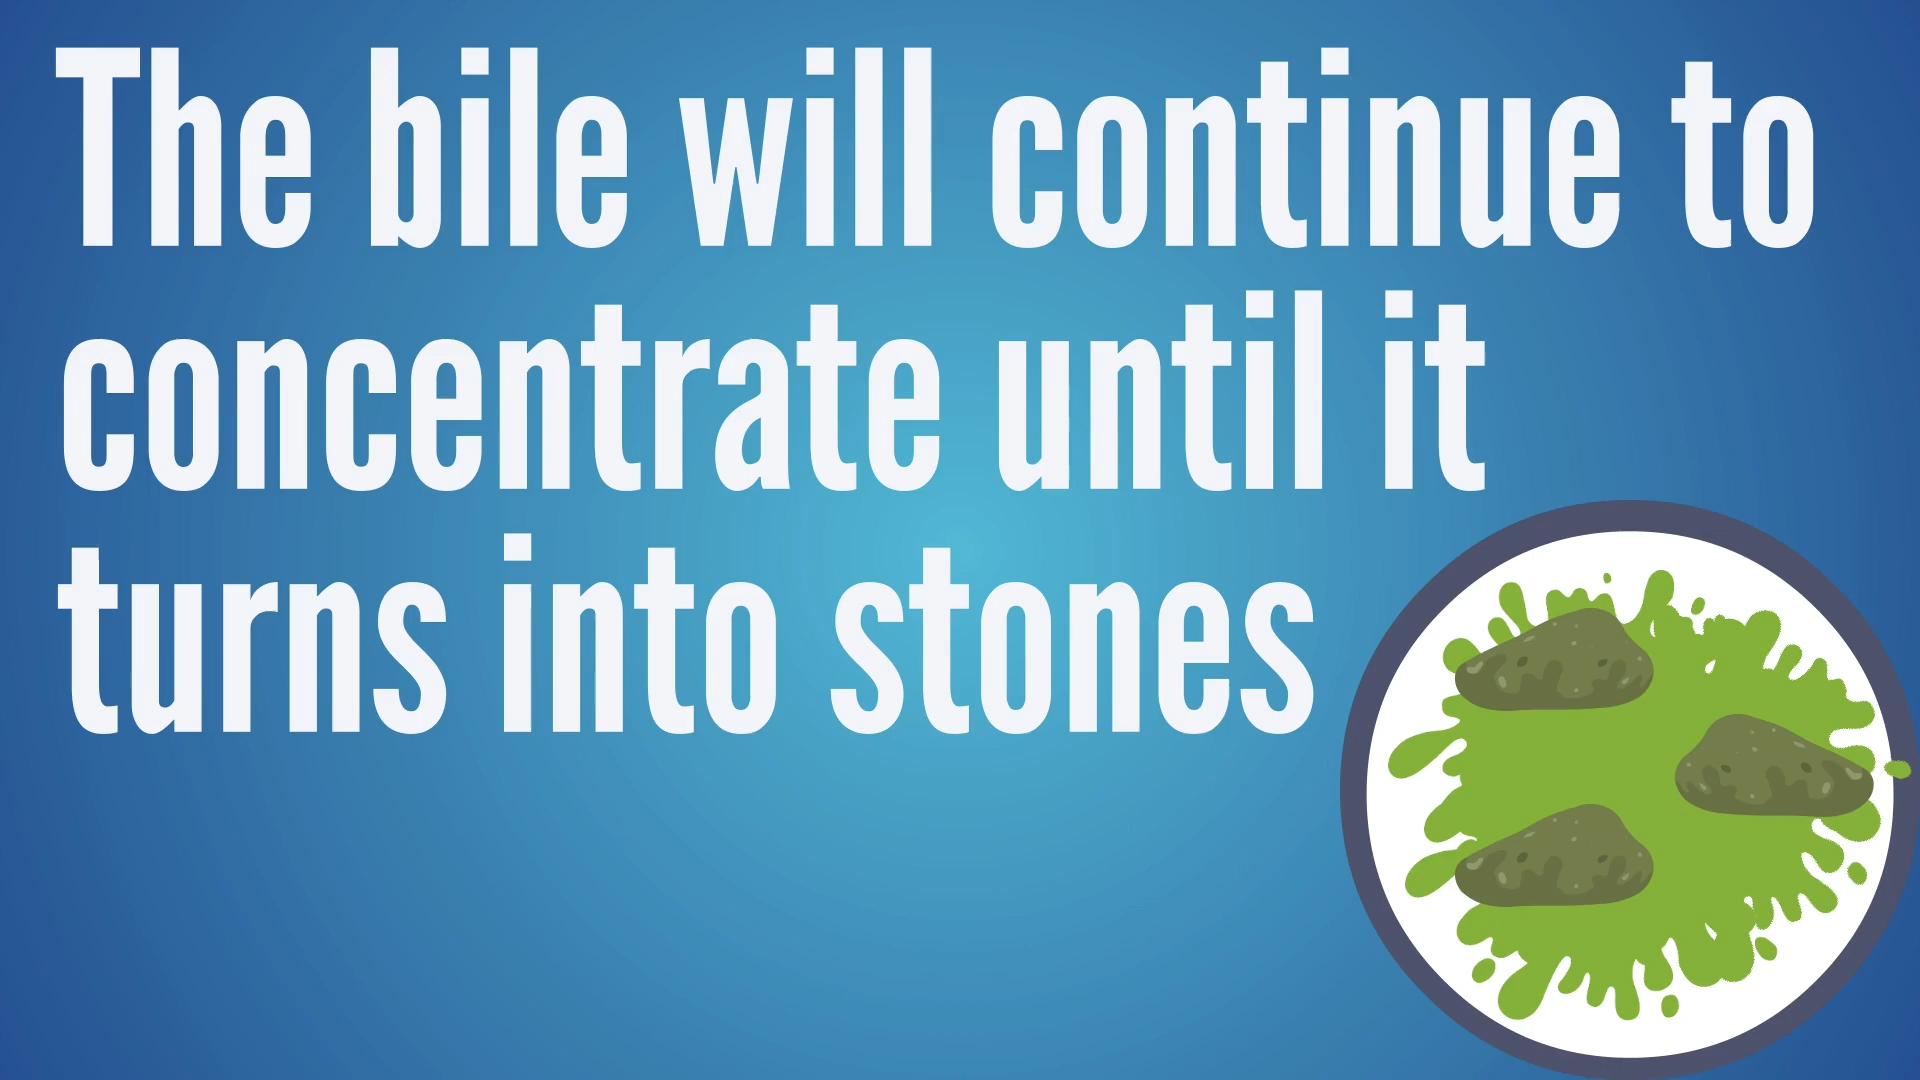 The bile will continue to
concentrate until it
turns into stones